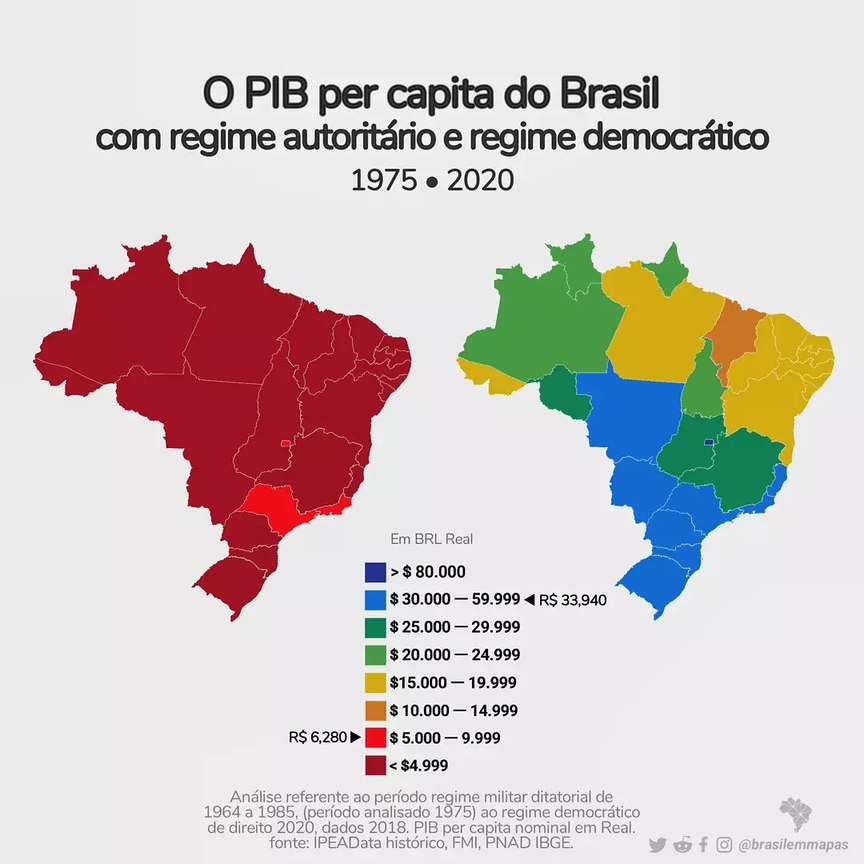 O PIB per capita do Brasil
com regime autoritário e regime democrático
1975 • 2020
Em BRL Real
> $ 80.000
$ 30.000 — 59.999 ◀ R$ 33,940
$ 25.000 — 29.999
$ 20.000 — 24.999
$15.000 — 19.999
$ 10.000 — 14.999
R$ 6,280 ▶ $ 5.000 — 9.999
< $4.999
Análise referente ao período regime militar ditatorial de
1964 a 1985, (período analisado 1975) ao regime democrático
de direito 2020, dados 2018. PIB per capita nominal em Real.
fonte: IPEAData histórico, FMI, PNAD IBGE.
@brasilemmapas